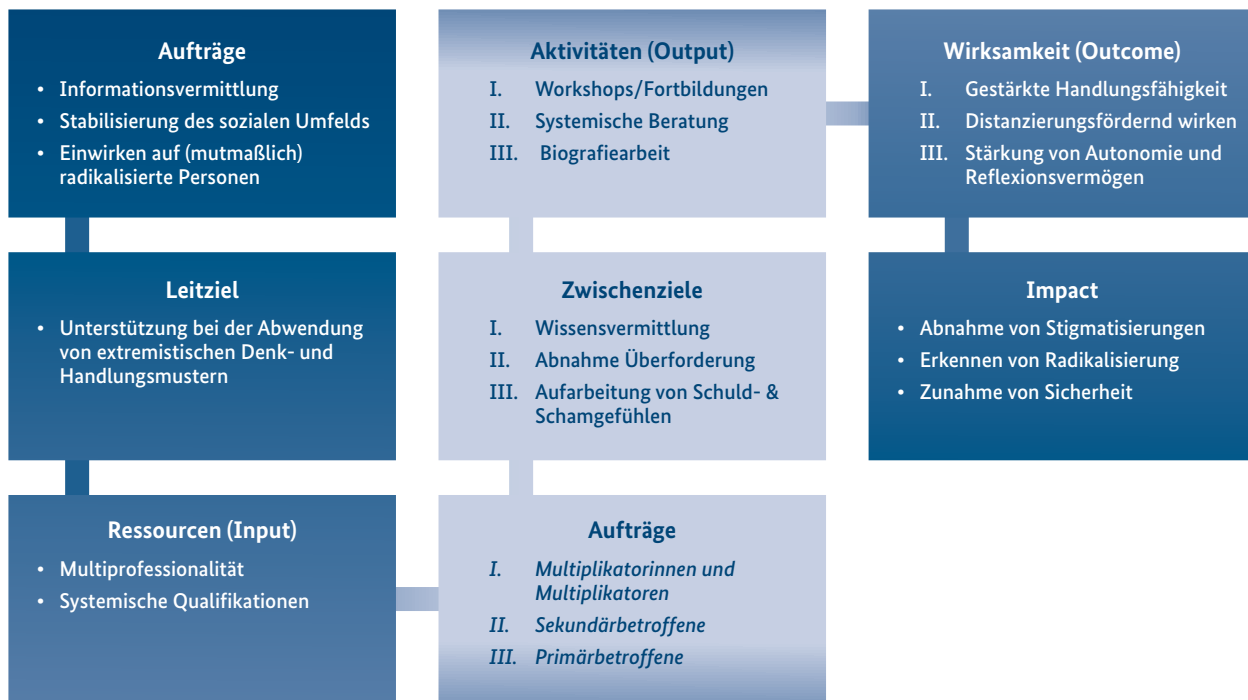 Aufträge
• Informationsvermittlung
• Stabilisierung des sozialen Umfelds
• Einwirken auf (mutmaßlich)
radikalisierte Personen
Leitziel
• Unterstützung bei der Abwendung
von extremistischen Denk- und
Handlungsmustern
Ressourcen (Input)
• Multiprofessionalität
• Systemische Qualifikationen
Aufträge
I. Multiplikatorinnen und
Multiplikatoren
II. Sekundärbetroffene
III. Primärbetroffene
Zwischenziele
I. Wissensvermittlung
II. Abnahme Überforderung
III. Aufarbeitung von Schuld- &
Schamgefühlen
Aktivitäten (Output)
I. Workshops/Fortbildungen
II. Systemische Beratung
III. Biografiearbeit
Wirksamkeit (Outcome)
I. Gestärkte Handlungsfähigkeit
II. Distanzierungsfördernd wirken
III. Stärkung von Autonomie und
Reflexionsvermögen
Impact
• Abnahme von Stigmatisierungen
• Erkennen von Radikalisierung
• Zunahme von Sicherheit